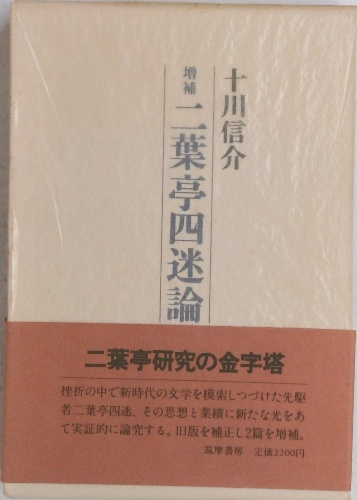 十川信介
増補
二葉亭四迷論
二葉亭研究の金字塔
挫折の中で新時代の文学を模索しつづけた先駆
者二葉亭四迷、その思想と業績に新たな光をあ
て実証的に論究する。旧版を補正し2篇を増補。
筑摩書房 定価2200円